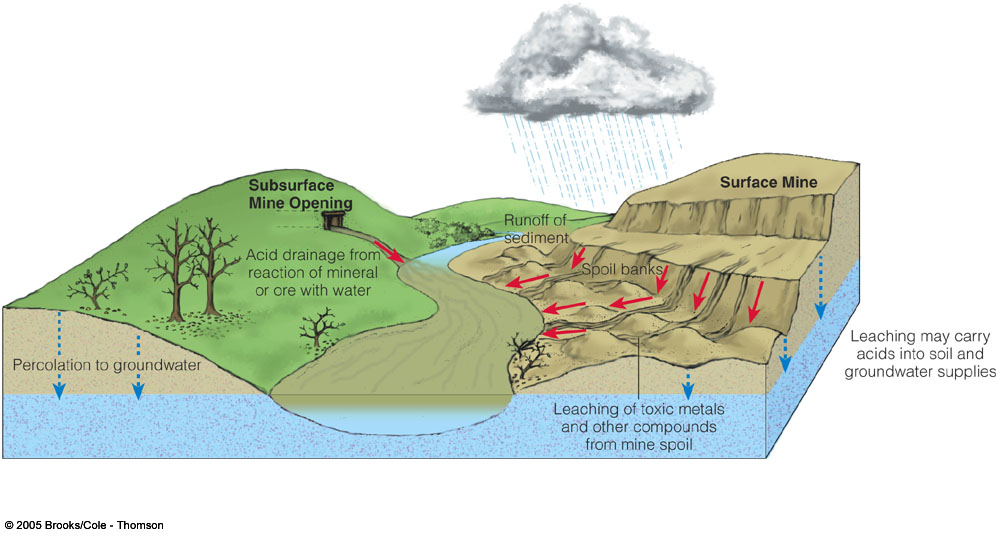 Subsurface
Mine Opening
Surface Mine
Runoff of
sediment
Acid drainage from
reaction of mineral
or ore with water
Spoil banks
Percolation to groundwater
Leaching may carry
acids into soil and
groundwater supplies
Leaching of toxic metals
and other compounds
from mine spoil
© 2005 Brooks/Cole - Thomson